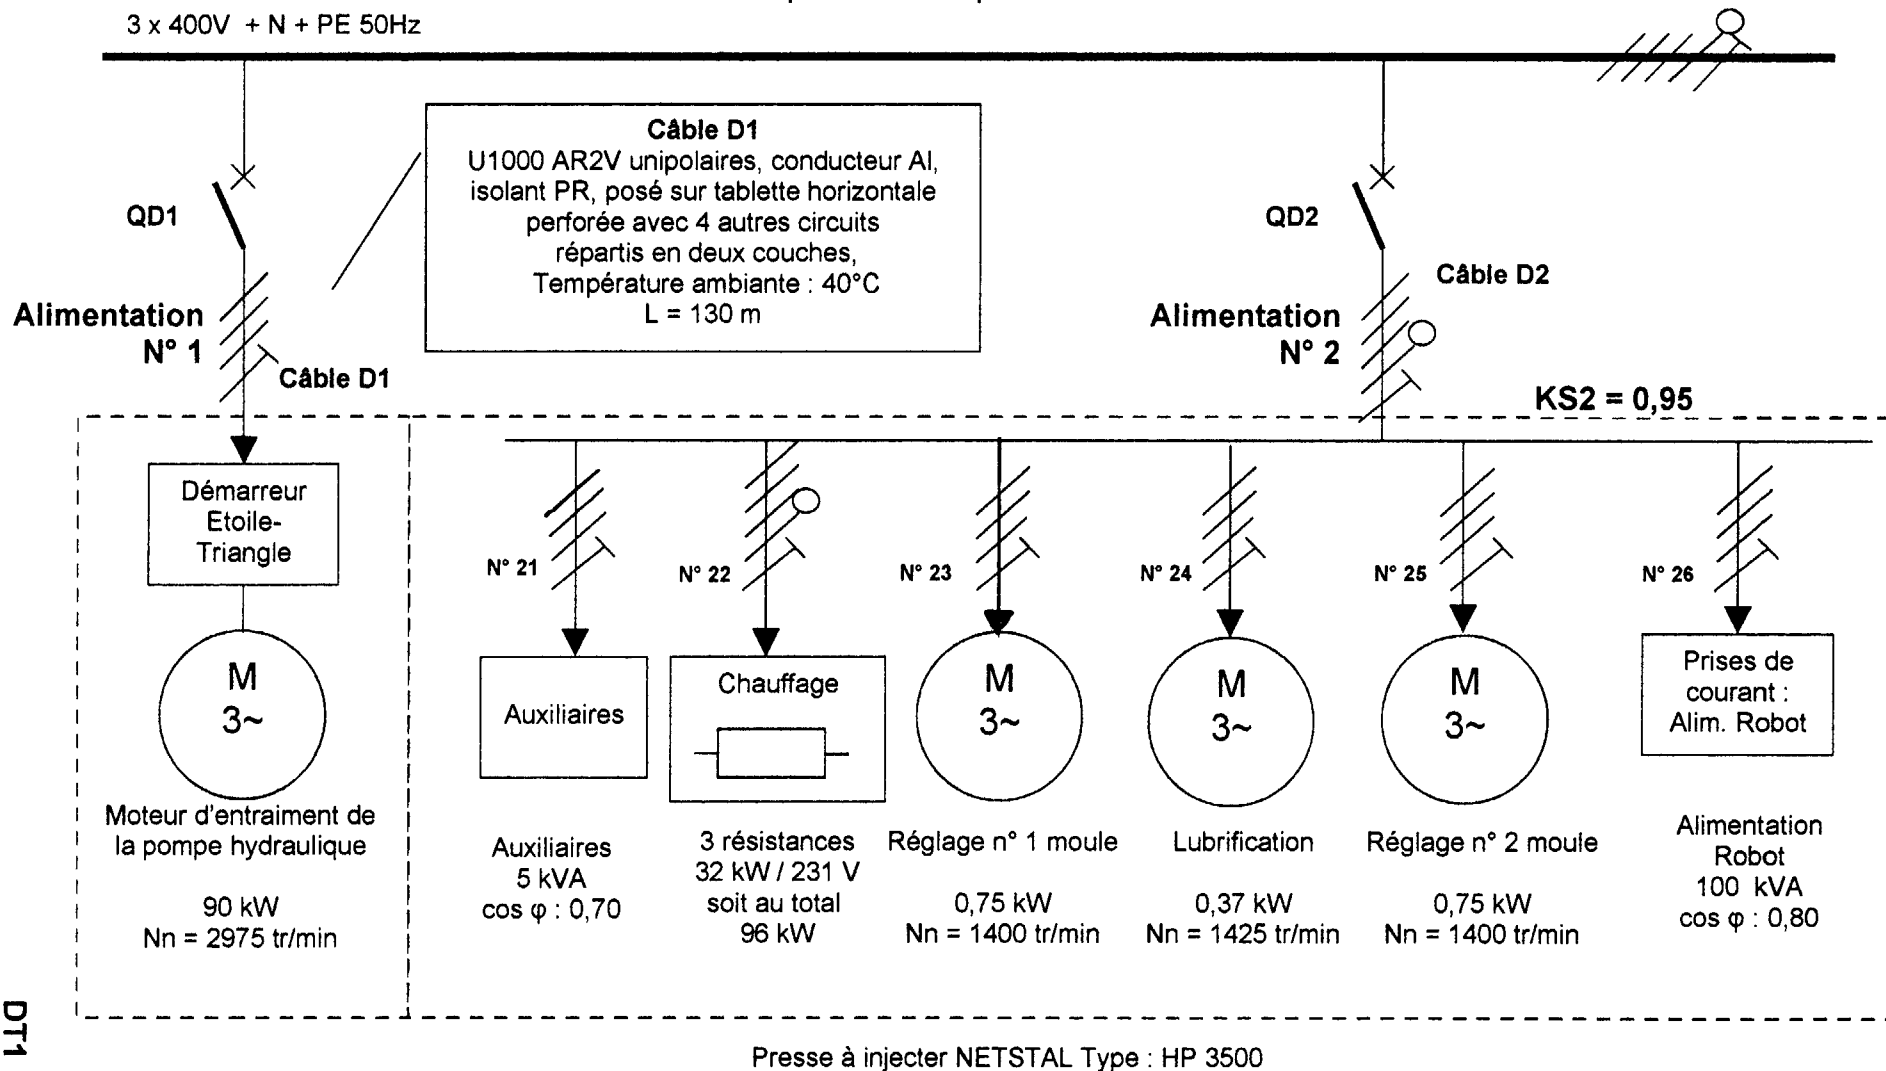 3 x 400V + N + PE 50Hz
Câble D1
U1000 AR2V unipolaires, conducteur Al,
isolant PR, posé sur tablette horizontale
perforée avec 4 autres circuits
répartis en deux couches,
Température ambiante : 40°C
L = 130 m
QD1
QD2
Câble D2
Alimentation
N° 1
Câble D1
Alimentation
N° 2
KS2 = 0,95
Démarreur
Etoile-
Triangle
N° 21
N° 22
N° 23
N° 24
N° 25
N° 26
M
3~
Auxiliaires
Chauffage
M
3~
M
3~
M
3~
Prises de
courant :
Alim. Robot
Moteur d'entraiment de
la pompe hydraulique
90 kW
Nn = 2975 tr/min
Auxiliaires
5 kVA
cos φ : 0,70
3 résistances
32 kW / 231 V
soit au total
96 kW
Réglage n° 1 moule
0,75 kW
Nn = 1400 tr/min
Lubrification
0,37 kW
Nn = 1425 tr/min
Réglage n° 2 moule
0,75 kW
Nn = 1400 tr/min
Alimentation
Robot
100 kVA
cos φ : 0,80
DT1
Presse à injecter NETSTAL Type : HP 3500